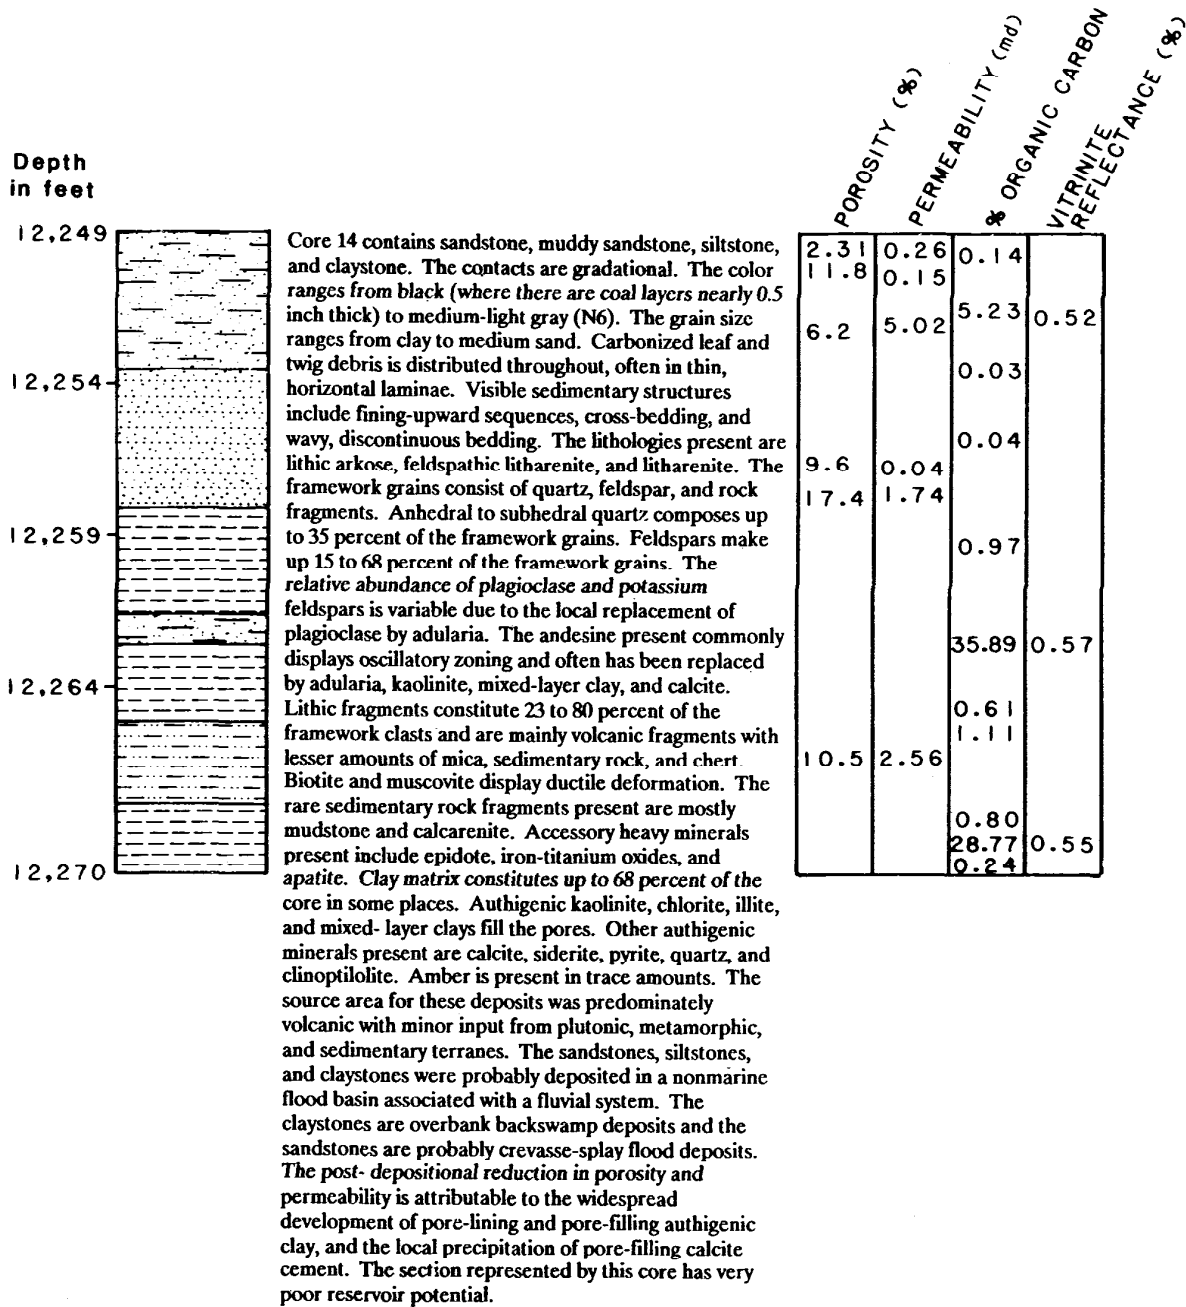 POROSITY (%)
PERMEABILITY (md)
% ORGANIC CARBON
VITRINITE
REFLECTANCE (%)
Depth
in feet
12,249
12,254
12,259
12,264
12,270
Core 14 contains sandstone, muddy sandstone, siltstone,
and claystone. The contacts are gradational. The color
ranges from black (where there are coal layers nearly 0.5
inch thick) to medium-light gray (N6). The grain size
ranges from clay to medium sand. Carbonized leaf and
twig debris is distributed throughout, often in thin,
horizontal laminae. Visible sedimentary structures
include fining-upward sequences, cross-bedding, and
wavy, discontinuous bedding. The lithologies present are
lithic arkose, feldspathic litharenite, and litharenite. The
framework grains consist of quartz, feldspar, and rock
fragments. Anhedral to subhedral quartz composes up
to 35 percent of the framework grains. Feldspars make
up 15 to 68 percent of the framework grains. The
relative abundance of plagioclase and potassium
feldspars is variable due to the local replacement of
plagioclase by adularia. The andesine present commonly
displays oscillatory zoning and often has been replaced
by adularia, kaolinite, mixed-layer clay, and calcite.
Lithic fragments constitute 23 to 80 percent of the
framework clasts and are mainly volcanic fragments with
lesser amounts of mica, sedimentary rock, and chert.
Biotite and muscovite display ductile deformation. The
rare sedimentary rock fragments present are mostly
mudstone and calcarenite. Accessory heavy minerals
present include epidote, iron-titanium oxides, and
apatite. Clay matrix constitutes up to 68 percent of the
core in some places. Authigenic kaolinite, chlorite, illite,
and mixed- layer clays fill the pores. Other authigenic
minerals present are calcite, siderite, pyrite, quartz, and
clinoptilolite. Amber is present in trace amounts. The
source area for these deposits was predominately
volcanic with minor input from plutonic, metamorphic,
and sedimentary terranes. The sandstones, siltstones,
and claystones were probably deposited in a nonmarine
flood basin associated with a fluvial system. The
claystones are overbank backswamp deposits and the
sandstones are probably crevasse-splay flood deposits.
The post- depositional reduction in porosity and
permeability is attributable to the widespread
development of pore-lining and pore-filling authigenic
clay, and the local precipitation of pore-filling calcite
cement. The section represented by this core has very
poor reservoir potential.
2.31 0.26 0.14
11.8 0.15
6.2 5.02 5.23 0.52
0.03
0.04
9.6 0.04
17.4 1.74
0.97
35.89 0.57
0.61
1.11
10.5 2.56
0.80
28.77 0.55
0.24